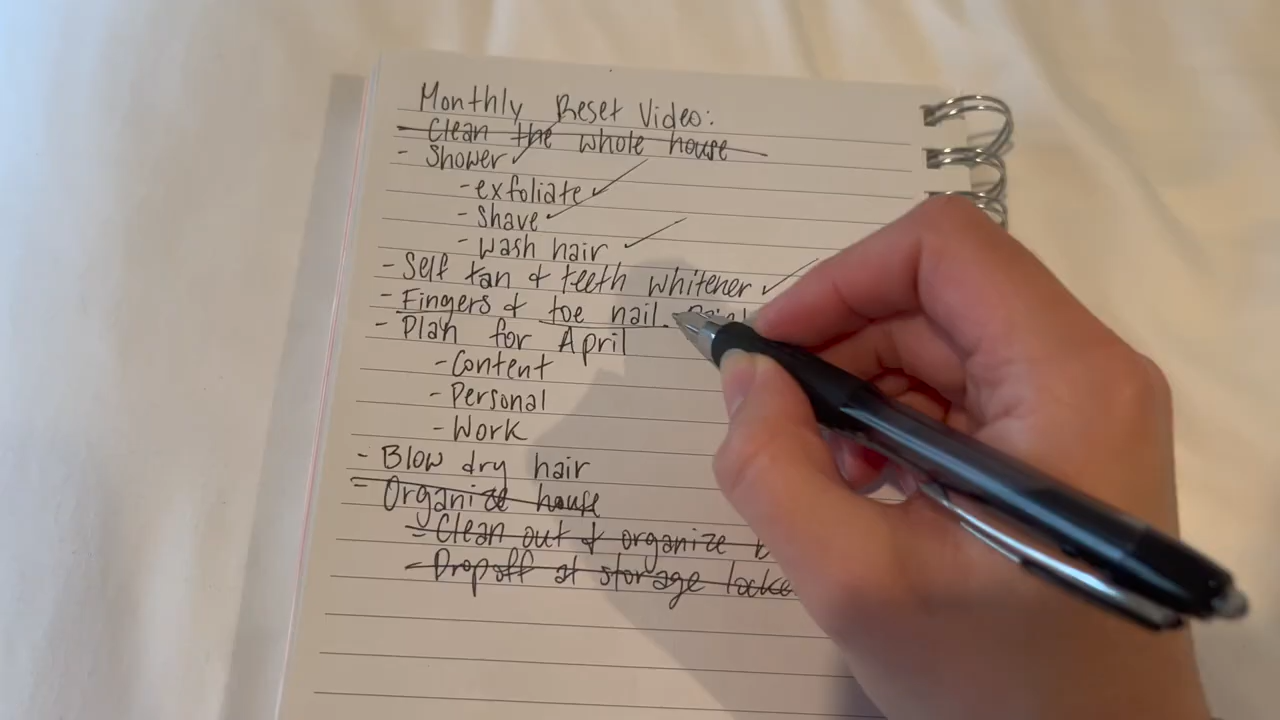 Monthly Reset Video:
- Clean the whole house
- Shower ✓
- exfoliate ✓
- Shave ✓
- Wash hair ✓
- Self tan & teeth whitener ✓
- Fingers & toe nail
- Plan for April
- Content
- Personal
- Work
- Blow dry hair
- Organize house
- Clean out & organize
- Dropoff at storage